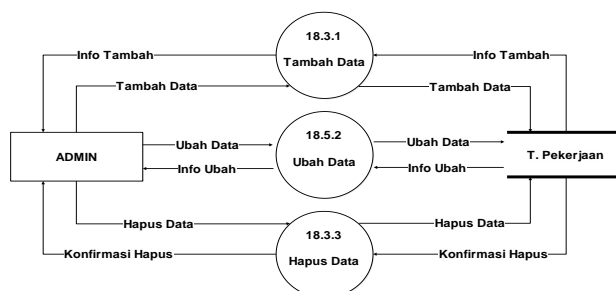 18.3.1
Tambah Data
Info Tambah
Info Tambah
Tambah Data
Tambah Data
ADMIN
Ubah Data
Info Ubah
18.5.2
Ubah Data
Ubah Data
Info Ubah
T. Pekerjaan
Hapus Data
Konfirmasi Hapus
18.3.3
Hapus Data
Hapus Data
Konfirmasi Hapus